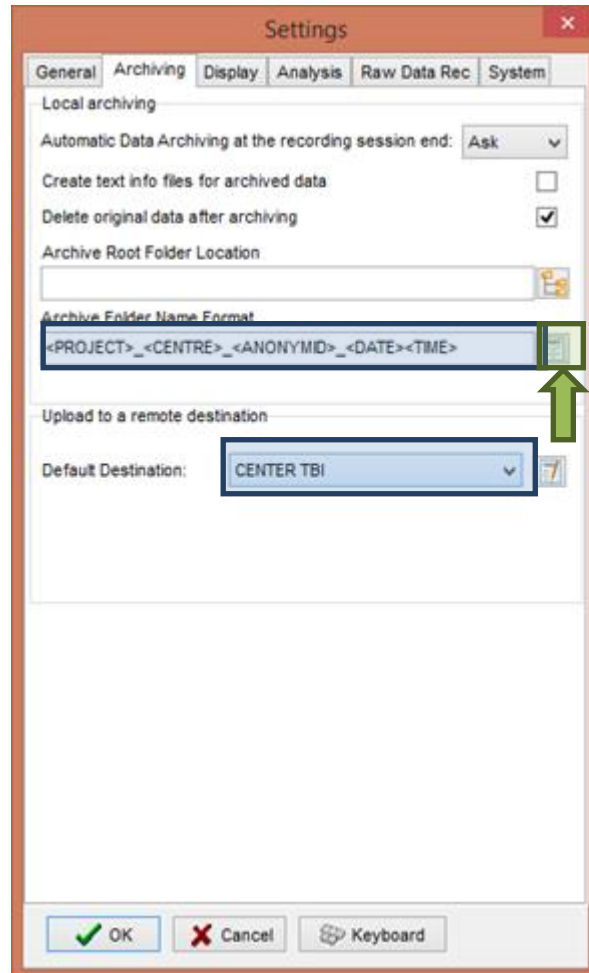 Settings
General Archiving Display Analysis Raw Data Rec System
Local archiving
Automatic Data Archiving at the recording session end: Ask
Create text info files for archived data
Delete original data after archiving
Archive Root Folder Location
Archive Folder Name Format
<PROJECT>_<CENTRE>_<ANONYMID>_<DATE><TIME>
Upload to a remote destination
Default Destination: CENTER TBI
OK Cancel Keyboard